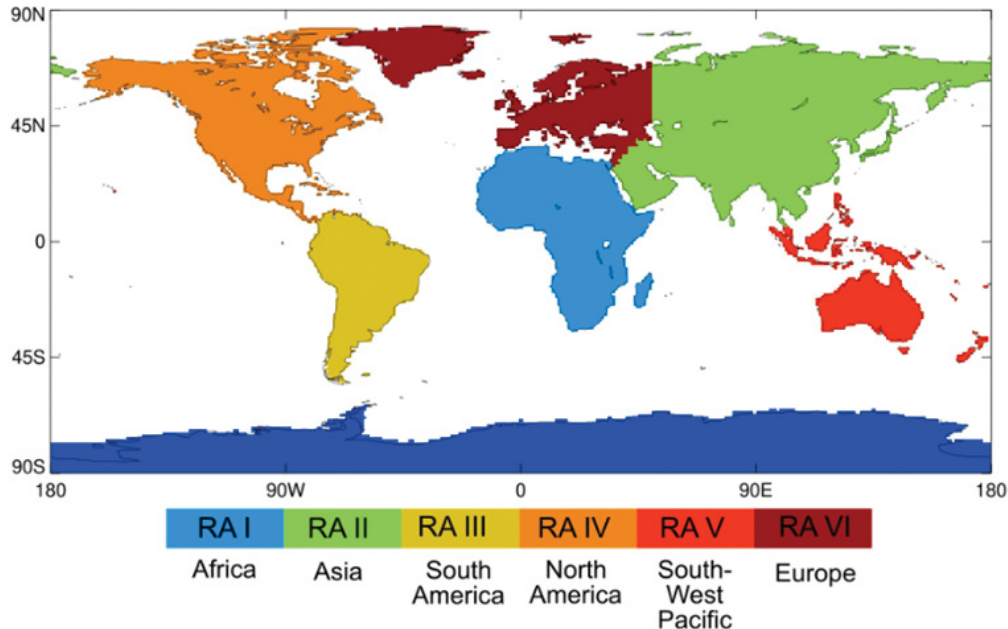 90N
45N
0
45S
90S
180 90W 0 90E 180
RA I RA II RA III RA IV RA V RA VI
Africa Asia South America North America South-West Pacific Europe